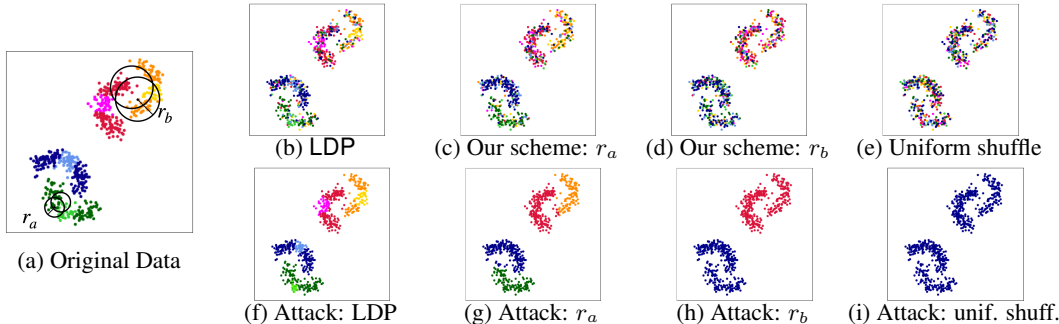 r_b
r_a
(a) Original Data
(b) LDP
(c) Our scheme: r_a
(d) Our scheme: r_b
(e) Uniform shuffle
(f) Attack: LDP
(g) Attack: r_a
(h) Attack: r_b
(i) Attack: unif. shuff.